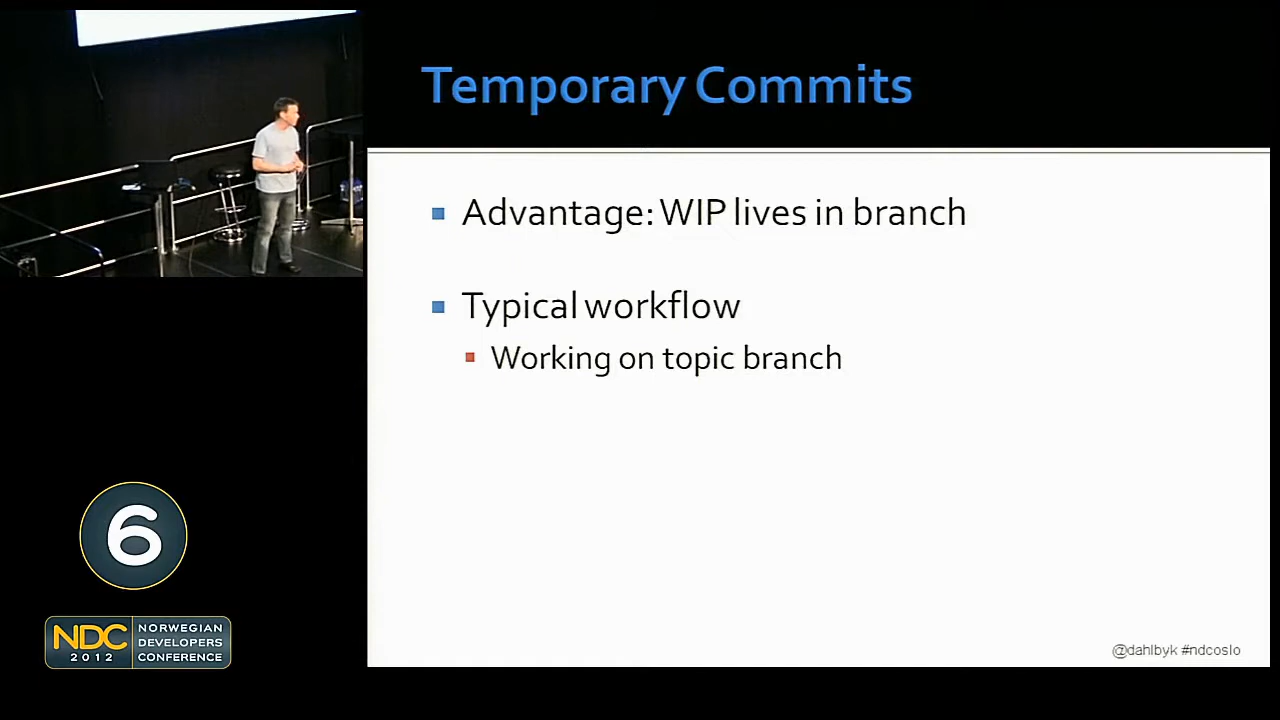 Temporary Commits
Advantage: WIP lives in branch
Typical workflow
Working on topic branch
6
NDC
2012
NORWEGIAN
DEVELOPERS
CONFERENCE
@dahlbyk #ndcoslo